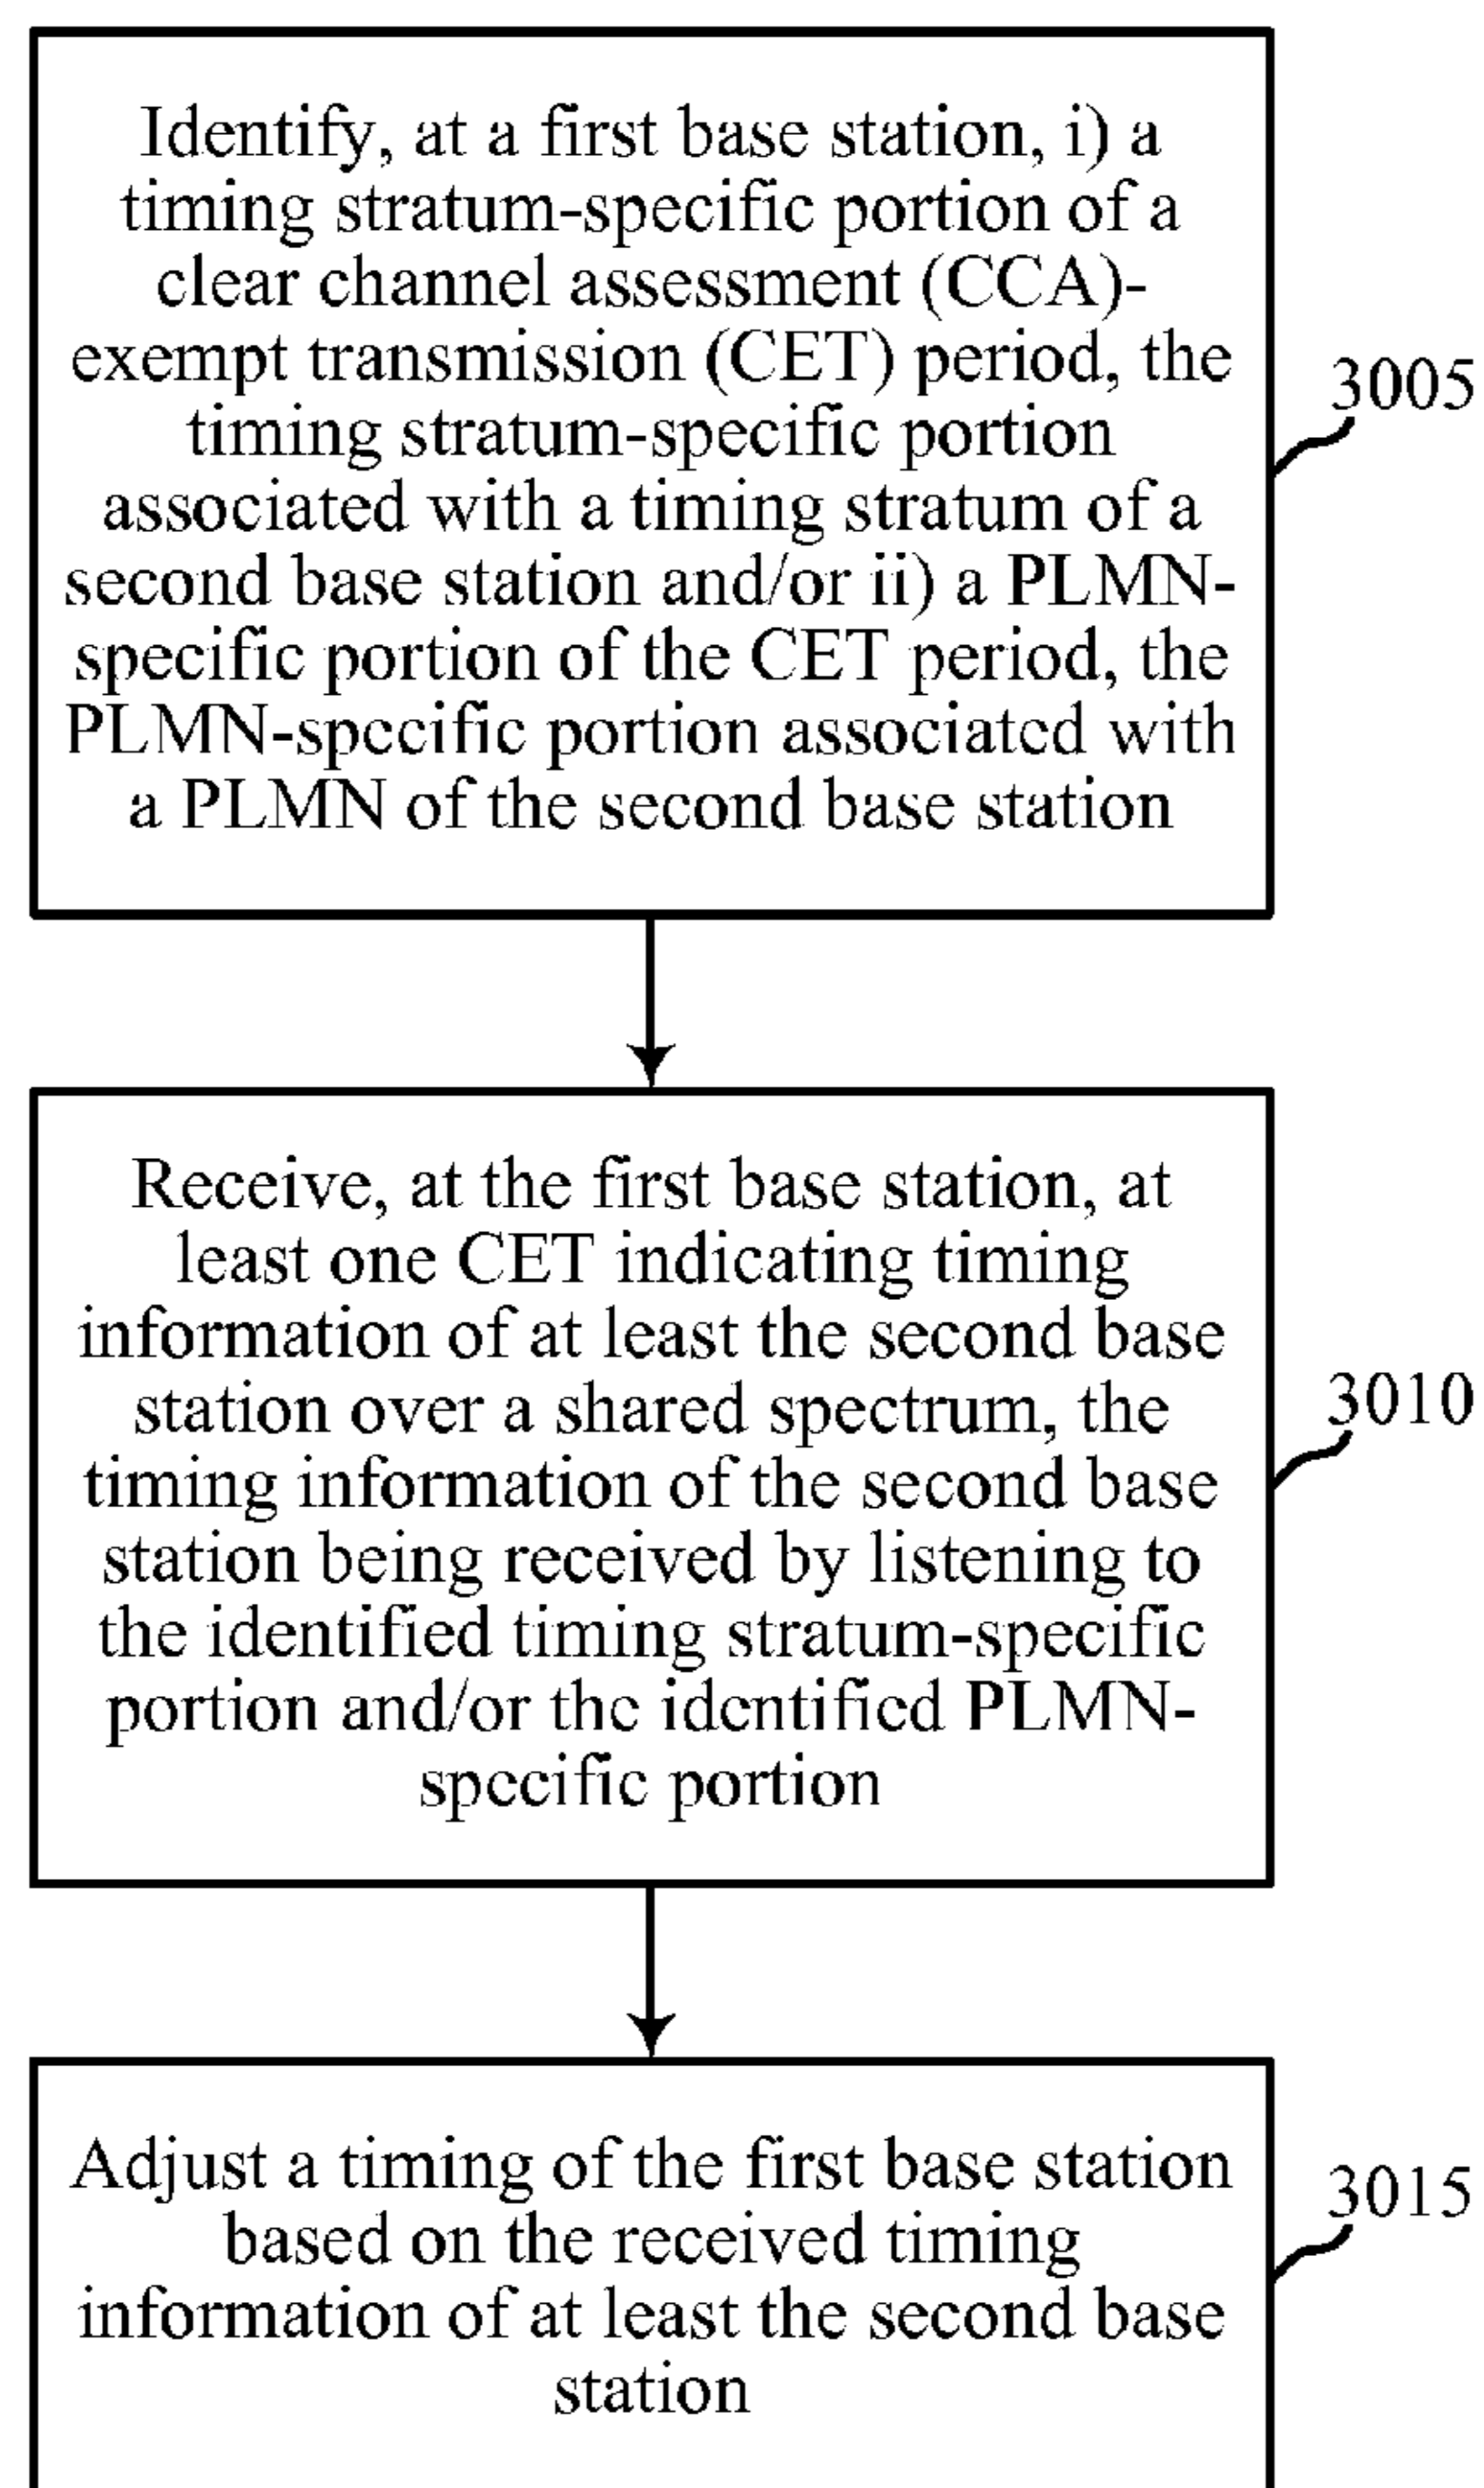 Identify, at a first base station, i) a
timing stratum-specific portion of a
clear channel assessment (CCA)-
exempt transmission (CET) period, the
timing stratum-specific portion
associated with a timing stratum of a
second base station and/or ii) a PLMN-
specific portion of the CET period, the
PLMN-specific portion associated with
a PLMN of the second base station
3005
Receive, at the first base station, at
least one CET indicating timing
information of at least the second base
station over a shared spectrum, the
timing information of the second base
station being received by listening to
the identified timing stratum-specific
portion and/or the identified PLMN-
specific portion
3010
Adjust a timing of the first base station
based on the received timing
information of at least the second base
station
3015